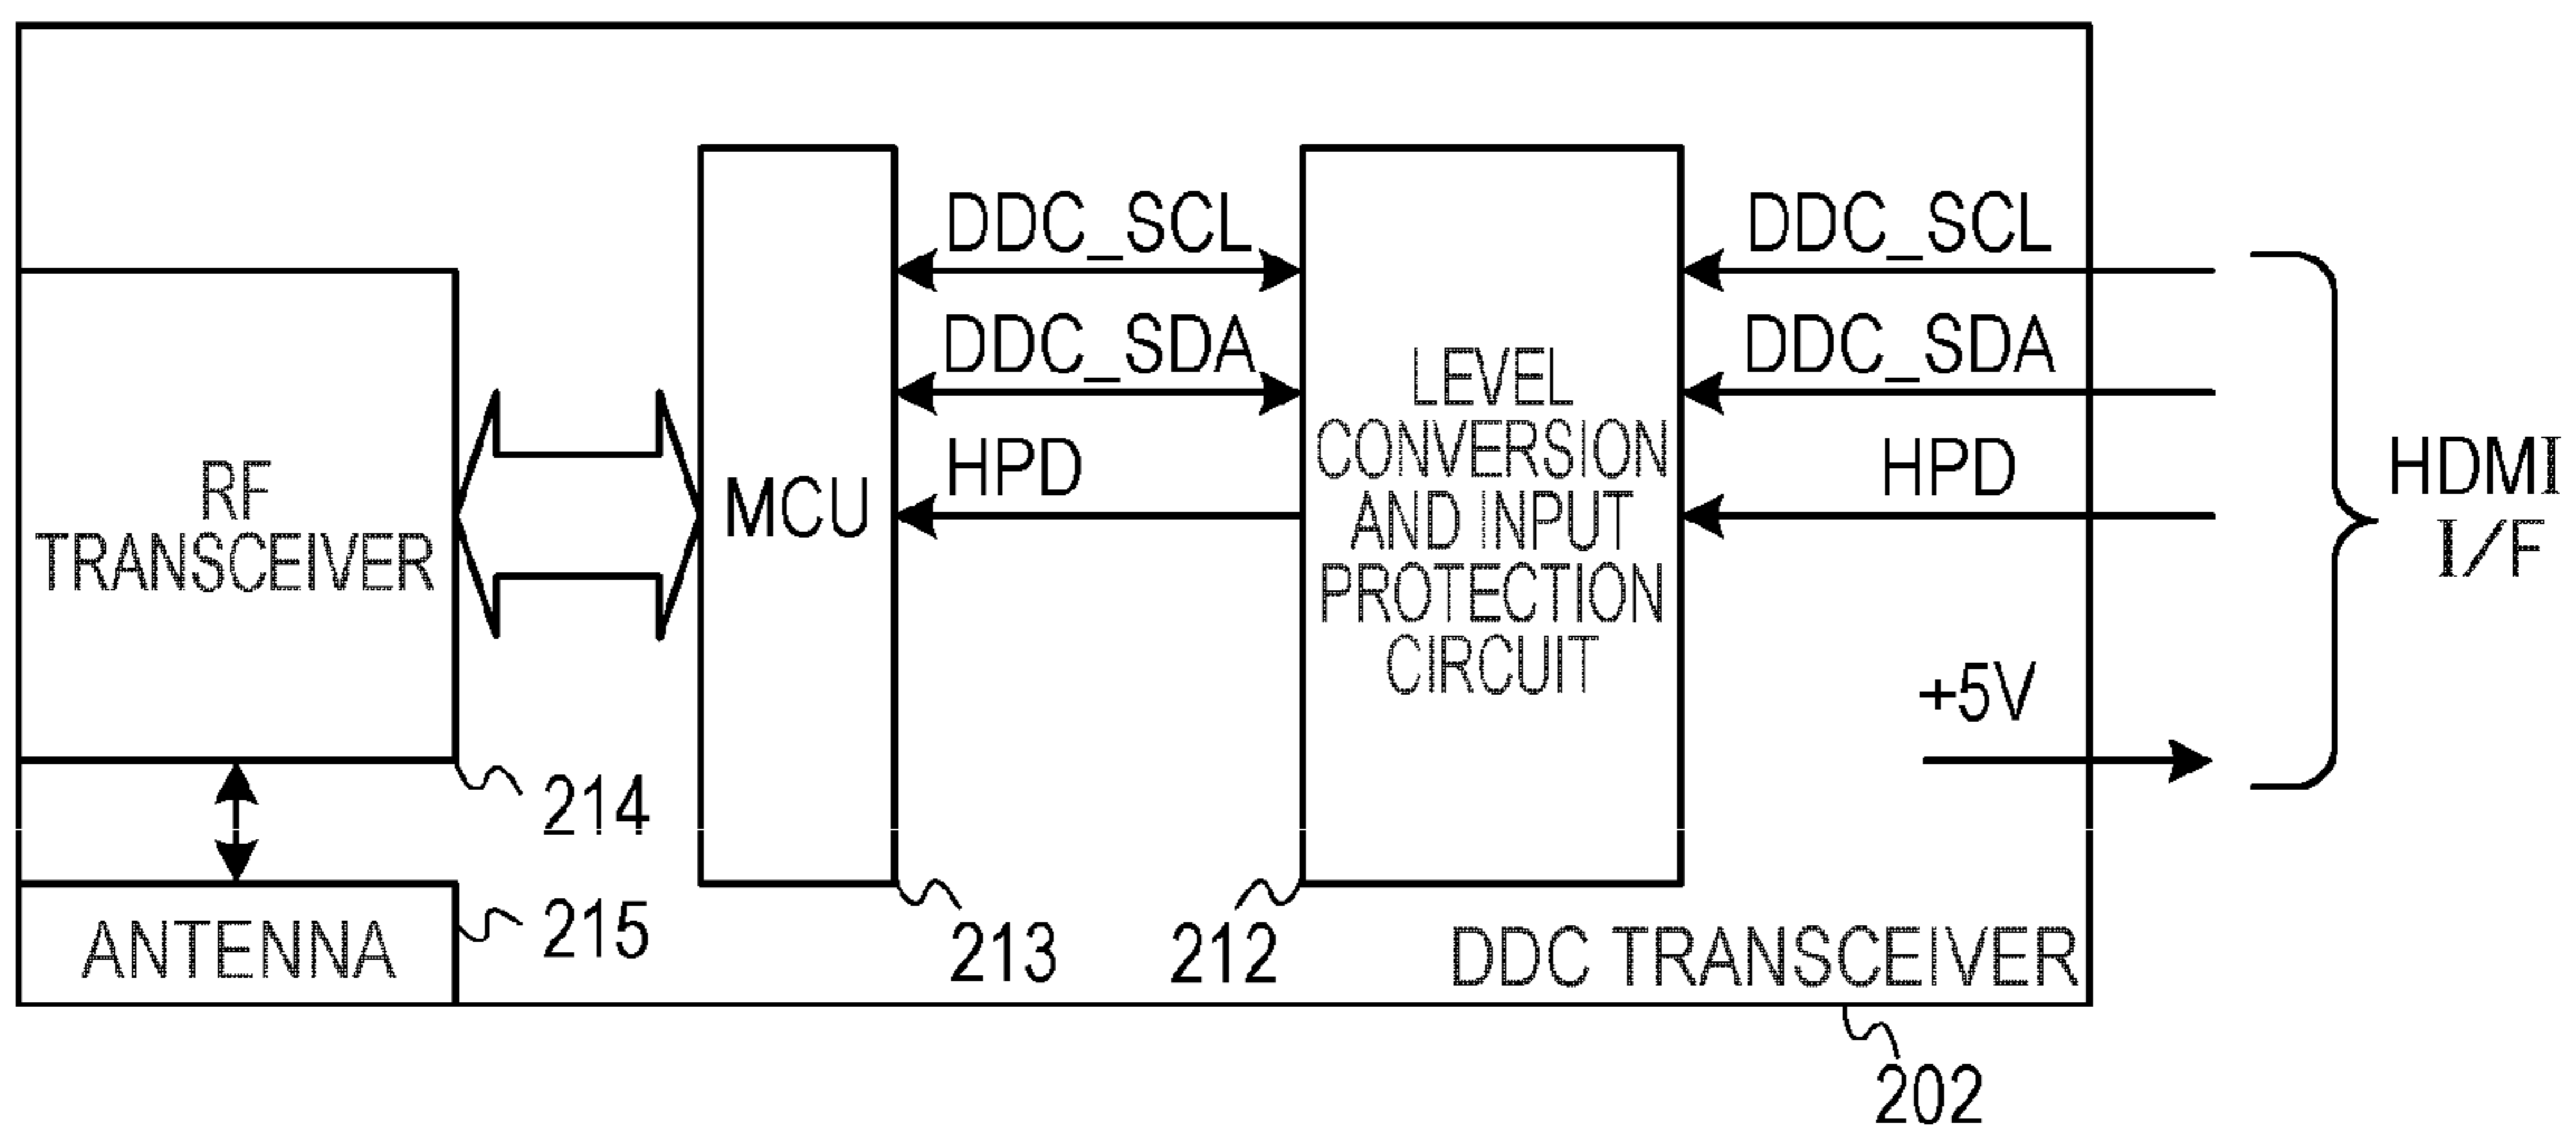 DDC_SCL
DDC_SCL
DDC_SDA
DDC_SDA
HPD
HPD
RF
TRANSCEIVER
MCU
LEVEL
CONVERSION
AND INPUT
PROTECTION
CIRCUIT
HDMI
I/F
+5V
214
ANTENNA
215
213
212
DDC TRANSCEIVER
202